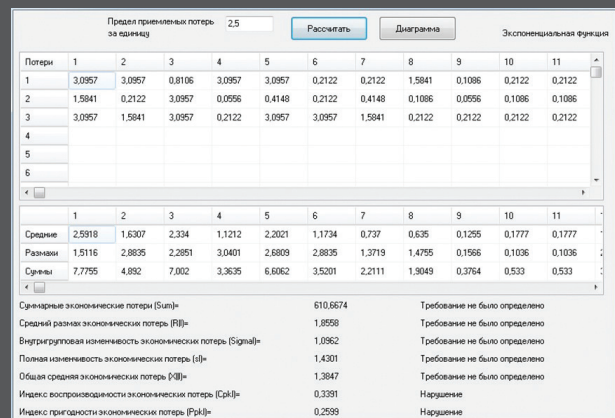 Предел приемлемых потерь за единицу 2,5 Рассчитать Диаграмма Экспоненциальная функция
Потери 1 2 3 4 5 6 7 8 9 10 11
1 3,0957 3,0957 0,8106 3,0957 3,0957 0,2122 0,2122 1,5841 0,1086 0,2122 0,2122
2 1,5841 0,2122 3,0957 0,0556 0,4148 0,2122 0,4148 0,1086 0,0556 0,1086 0,1086
3 3,0957 1,5841 3,0957 0,2122 3,0957 3,0957 1,5841 0,2122 0,2122 0,2122 0,2122
4
5
6
1 2 3 4 5 6 7 8 9 10 11
Средние 2,5918 1,6307 2,334 1,1212 2,2021 1,1734 0,737 0,635 0,1255 0,1777 0,1777
Размахи 1,5116 2,8835 2,2851 3,0401 2,6809 2,8835 1,3719 1,4755 0,1566 0,1036 0,1036
Суммы 7,7755 4,892 7,002 3,3635 6,6062 3,5201 2,2111 1,9049 0,3764 0,533 0,533
Суммарные экономические потери (Sum)= 610,6674 Требование не было определено
Средний размах экономических потерь (Rll)= 1,8558 Требование не было определено
Внутригрупповая изменчивость экономических потерь (Sigmal)= 1,0962 Требование не было определено
Полная изменчивость экономических потерь (sl)= 1,4301 Требование не было определено
Общая средняя экономических потерь (Xlll)= 1,3847 Требование не было определено
Индекс воспроизводимости экономических потерь (Cpkl)= 0,3391 Нарушение
Индекс пригодности экономических потерь (Ppkl)= 0,2599 Нарушение